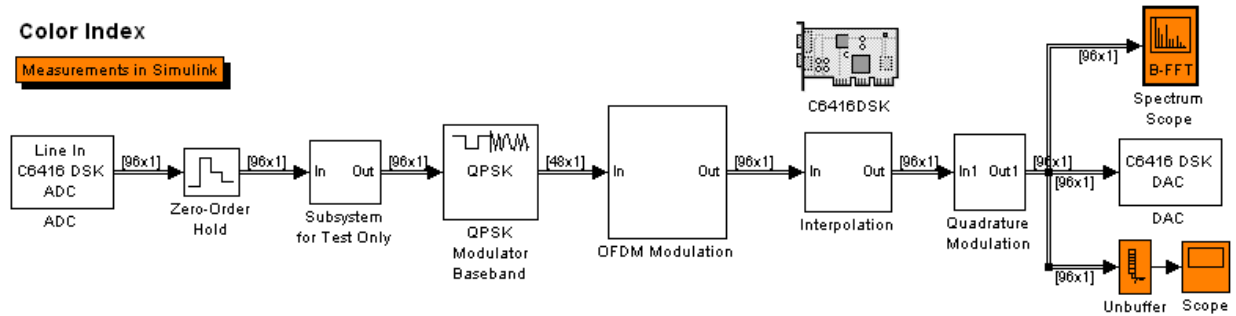 Color Index
Measurements in Simulink
C6416DSK
[96x1]
B-FFT
Spectrum
Scope
Line In
C6416 DSK
ADC
ADC
[96x1]
Zero-Order
Hold
[96x1]
In Out
Subsystem
for Test Only
[96x1]
QPSK
QPSK
Modulator
Baseband
[48x1]
In Out
OFDM Modulation
[96x1]
In Out
Interpolation
[96x1]
In1 Out1
Quadrature
Modulation
[96x1]
[96x1]
C6416 DSK
DAC
DAC
[96x1]
Unbuffer
Scope